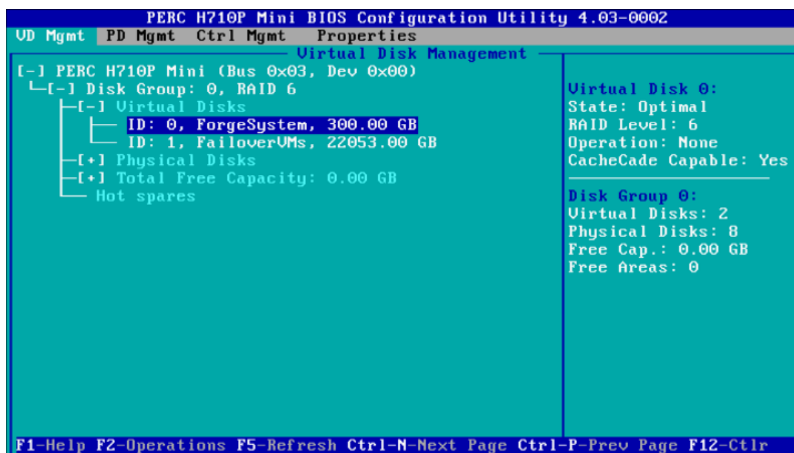 PERC H710P Mini BIOS Configuration Utility 4.03-0002
VD Mgmt PD Mgmt Ctrl Mgmt Properties
Virtual Disk Management
[-] PERC H710P Mini (Bus 0x03, Dev 0x00)
[-] Disk Group: 0, RAID 6
[-] Virtual Disks
ID: 0, ForgeSystem, 300.00 GB
ID: 1, FailoverVMs, 22053.00 GB
[+] Physical Disks
[+] Total Free Capacity: 0.00 GB
Hot spares
Virtual Disk 0:
State: Optimal
RAID Level: 6
Operation: None
CacheCade Capable: Yes
Disk Group 0:
Virtual Disks: 2
Physical Disks: 8
Free Cap.: 0.00 GB
Free Areas: 0
F1-Help F2-Operations F5-Refresh Ctrl-N-Next Page Ctrl-P-Prev Page F12-Ctlr